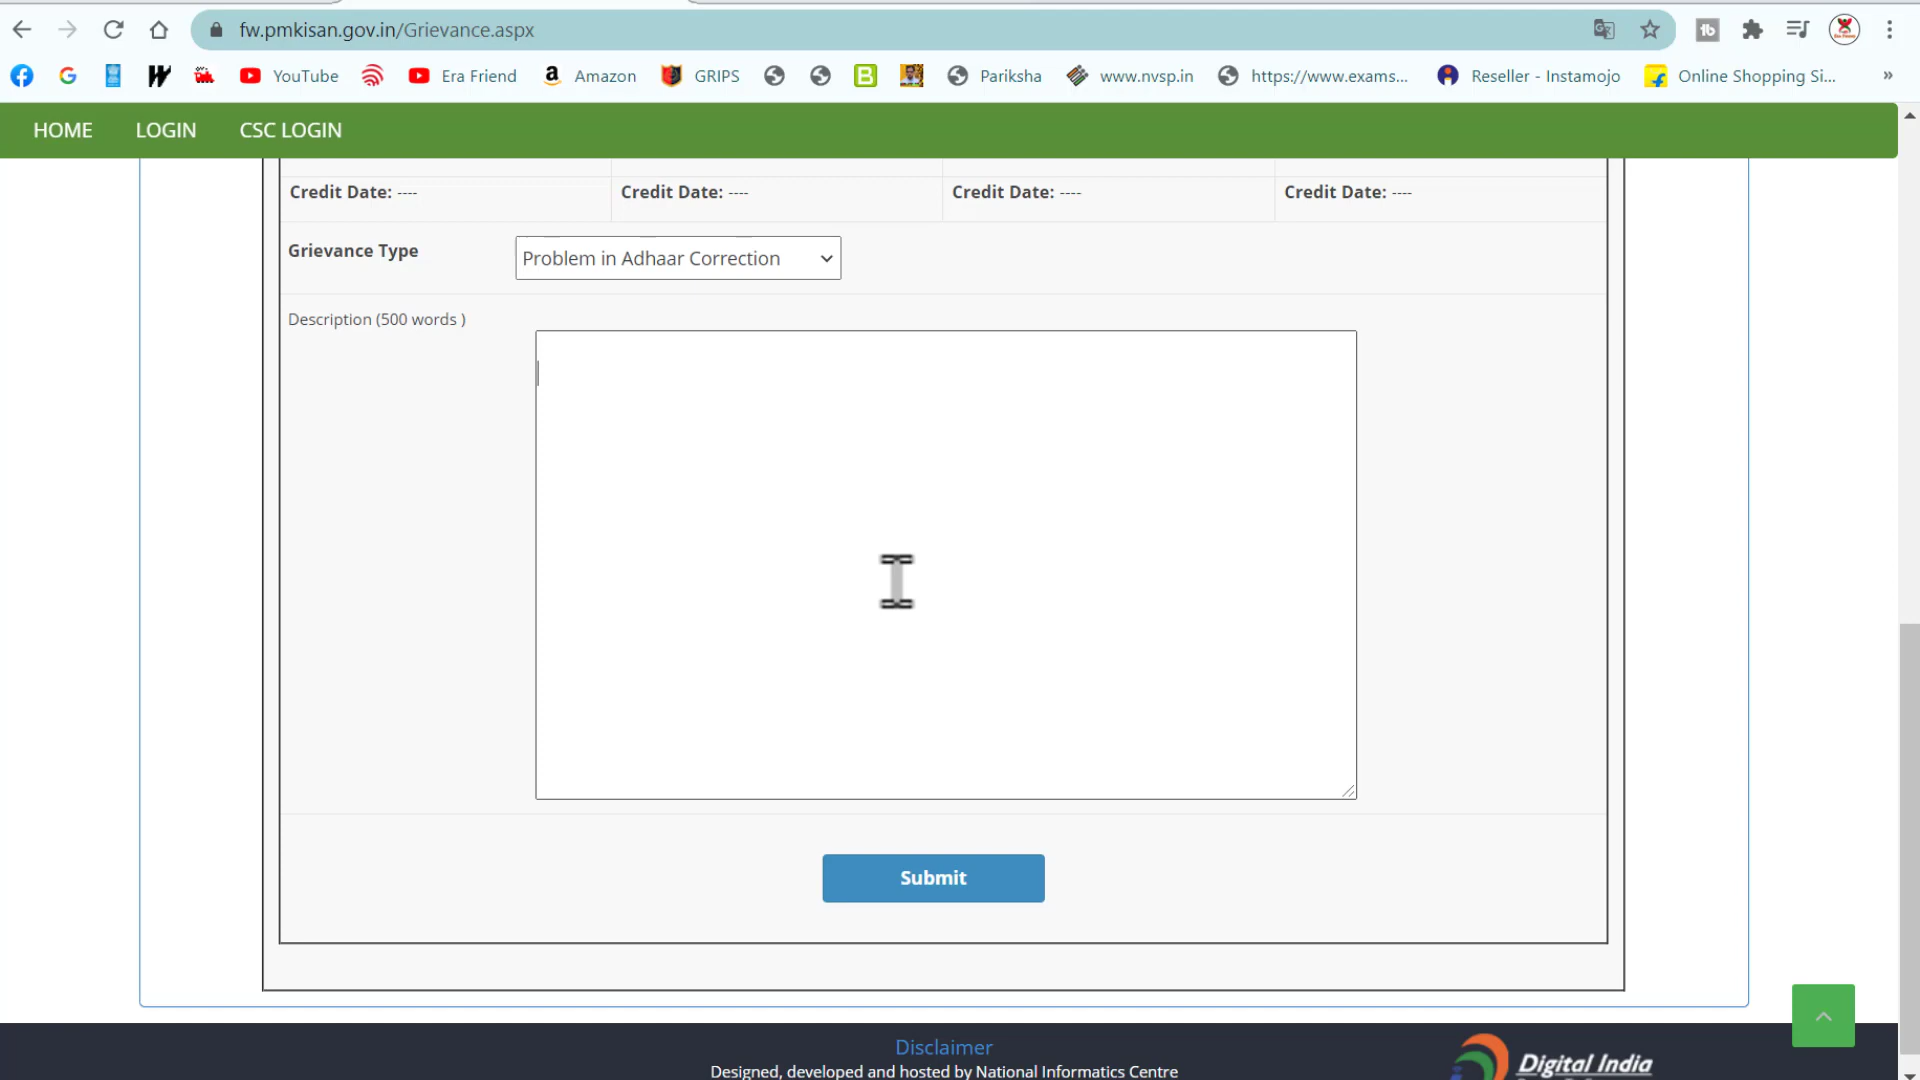 fw.pmkisan.gov.in/Grievance.aspx
YouTube Era Friend Amazon GRIPS Pariksha www.nvsp.in https://www.exams... Reseller - Instamojo Online Shopping Si... »
HOME LOGIN CSC LOGIN
Credit Date: ---- Credit Date: ---- Credit Date: ---- Credit Date: ----
Grievance Type Problem in Adhaar Correction
Description (500 words )
Submit
Disclaimer
Designed, developed and hosted by National Informatics Centre
Digital India